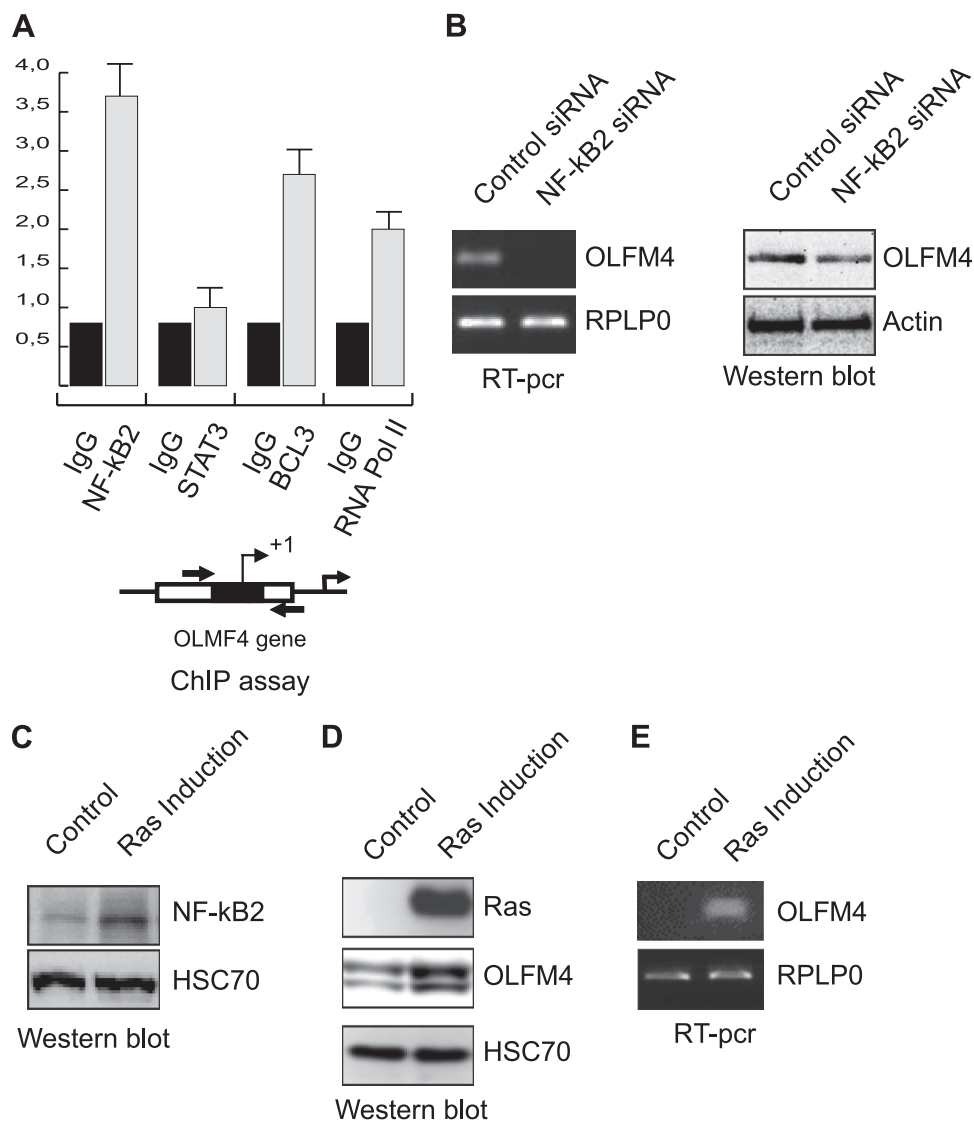 A
4,0
3,5
3,0
2,5
2,0
1,5
1,0
0,5
IgG
NF-kB2
IgG
STAT3
IgG
BCL3
IgG
RNA Pol II
+1
OLMF4 gene
ChIP assay
B
Control siRNA
NF-kB2 siRNA
OLFM4
RPLP0
RT-pcr
Control siRNA
NF-kB2 siRNA
OLFM4
Actin
Western blot
C
Control
Ras Induction
NF-kB2
HSC70
Western blot
D
Control
Ras Induction
Ras
OLFM4
HSC70
Western blot
E
Control
Ras Induction
OLFM4
RPLP0
RT-pcr